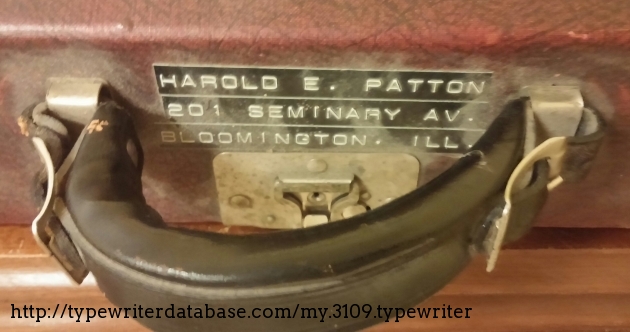 HAROLD E. PATTON
201 SEMINARY AV.
BLOOMINGTON. ILL.
http://typewriterdatabase.com/my.3109.typewriter